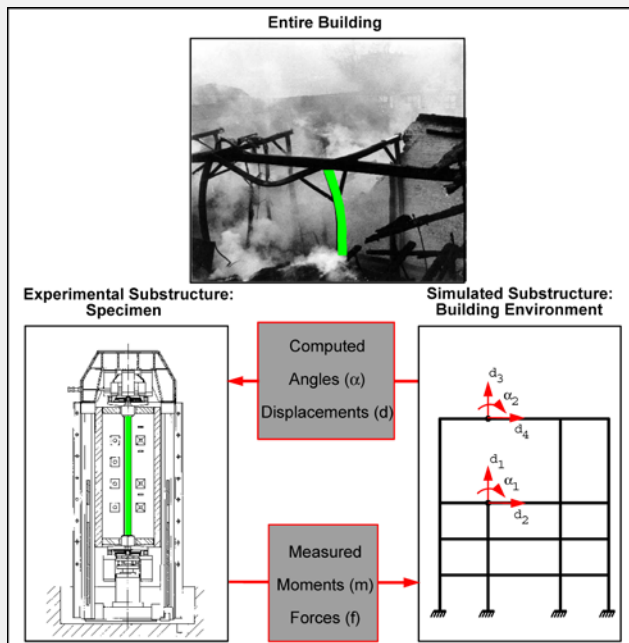 Entire Building
Experimental Substructure:
Specimen
Computed
Angles (α)
Displacements (d)
Simulated Substructure:
Building Environment
d3
α2
d4
d1
α1
d2
Measured
Moments (m)
Forces (f)